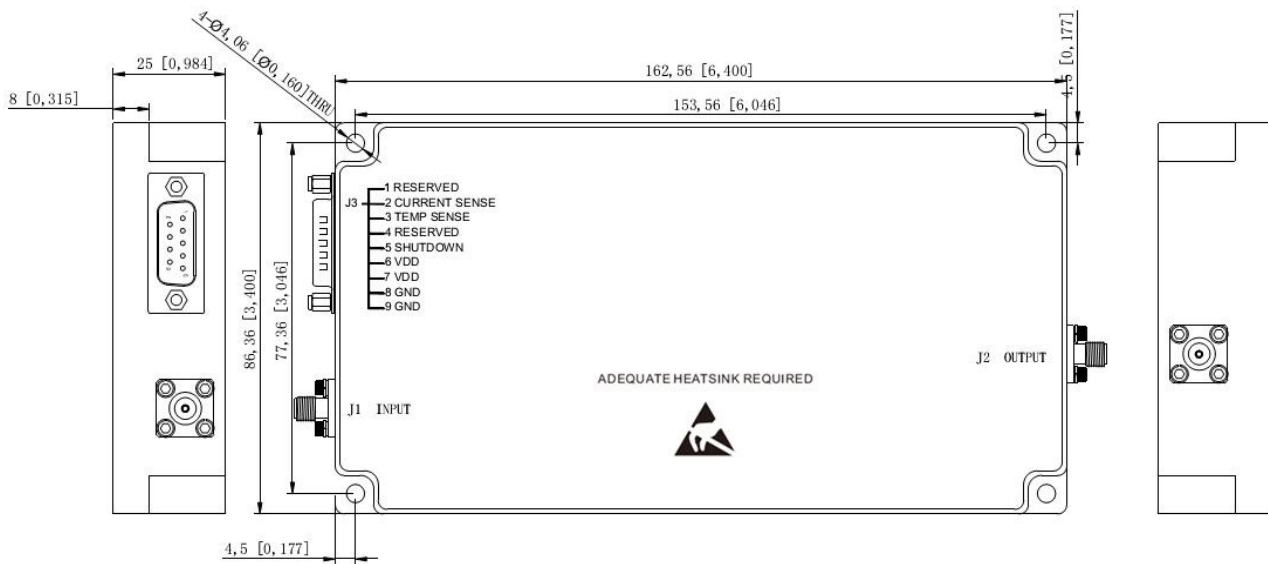 4-Ø4,06 [Ø0,160]THRU
25 [0,984]
8 [0,315]
162,56 [6,400]
153,56 [6,046]
4,5 [0,177]
86,36 [3,400]
77,36 [3,046]
J3
1 RESERVED
2 CURRENT SENSE
3 TEMP SENSE
4 RESERVED
5 SHUTDOWN
6 VDD
7 VDD
8 GND
9 GND
J2 OUTPUT
ADEQUATE HEATSINK REQUIRED
J1 INPUT
4,5 [0,177]